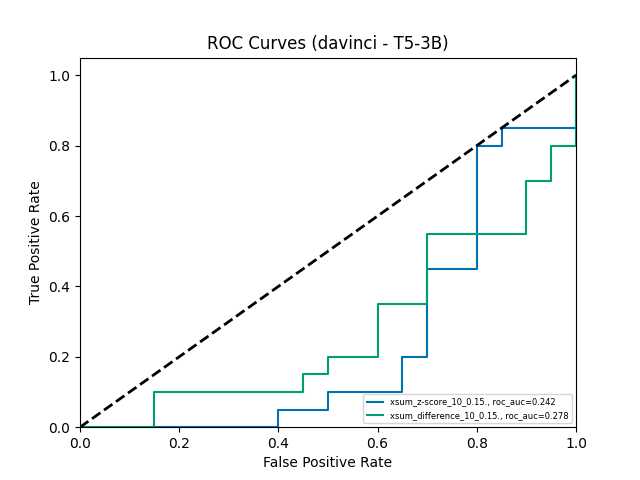 ROC Curves (davinci - T5-3B)
True Positive Rate
1.0
0.8
0.6
0.4
0.2
0.0
xsum_z-score_10_0.15., roc_auc=0.242
xsum_difference_10_0.15., roc_auc=0.278
0.0 0.2 0.4 0.6 0.8 1.0
False Positive Rate